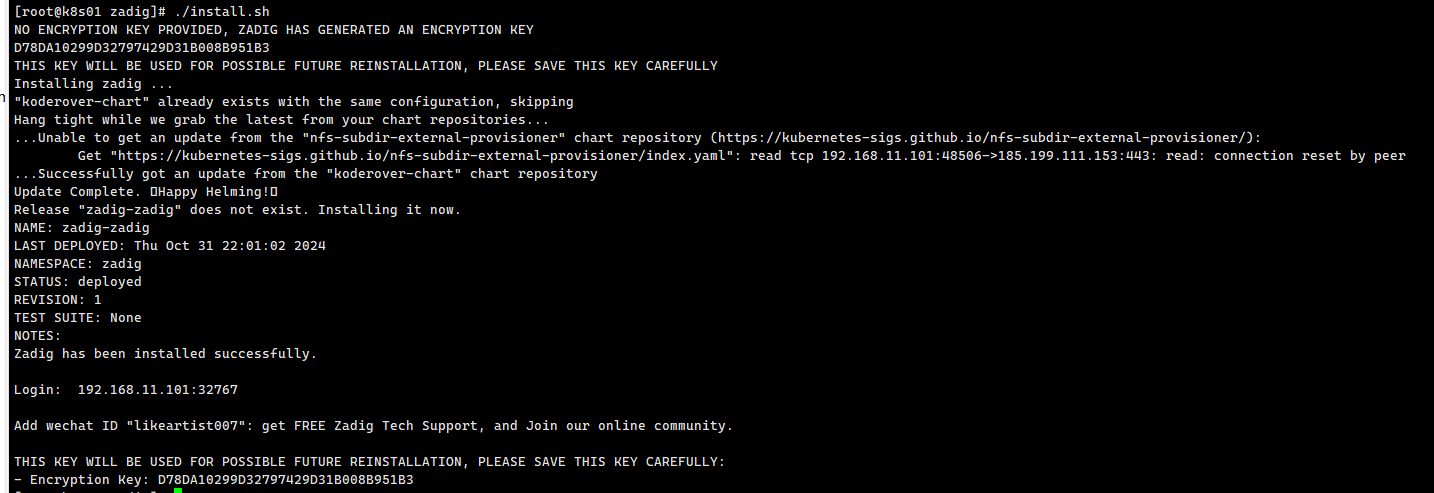 [root@k8s01 zadig]# ./install.sh
NO ENCRYPTION KEY PROVIDED, ZADIG HAS GENERATED AN ENCRYPTION KEY
D78DA10299D32797429D31B008B951B3
THIS KEY WILL BE USED FOR POSSIBLE FUTURE REINSTALLATION, PLEASE SAVE THIS KEY CAREFULLY
Installing zadig ...
"koderover-chart" already exists with the same configuration, skipping
Hang tight while we grab the latest from your chart repositories...
...Unable to get an update from the "nfs-subdir-external-provisioner" chart repository (https://kubernetes-sigs.github.io/nfs-subdir-external-provisioner/):
Get "https://kubernetes-sigs.github.io/nfs-subdir-external-provisioner/index.yaml": read tcp 192.168.11.101:48506->185.199.111.153:443: read: connection reset by peer
...Successfully got an update from the "koderover-chart" chart repository
Update Complete. ▯Happy Helming!▯
Release "zadig-zadig" does not exist. Installing it now.
NAME: zadig-zadig
LAST DEPLOYED: Thu Oct 31 22:01:02 2024
NAMESPACE: zadig
STATUS: deployed
REVISION: 1
TEST SUITE: None
NOTES:
Zadig has been installed successfully.
Login:  192.168.11.101:32767
Add wechat ID "likeartist007": get FREE Zadig Tech Support, and Join our online community.
THIS KEY WILL BE USED FOR POSSIBLE FUTURE REINSTALLATION, PLEASE SAVE THIS KEY CAREFULLY:
- Encryption Key: D78DA10299D32797429D31B008B951B3